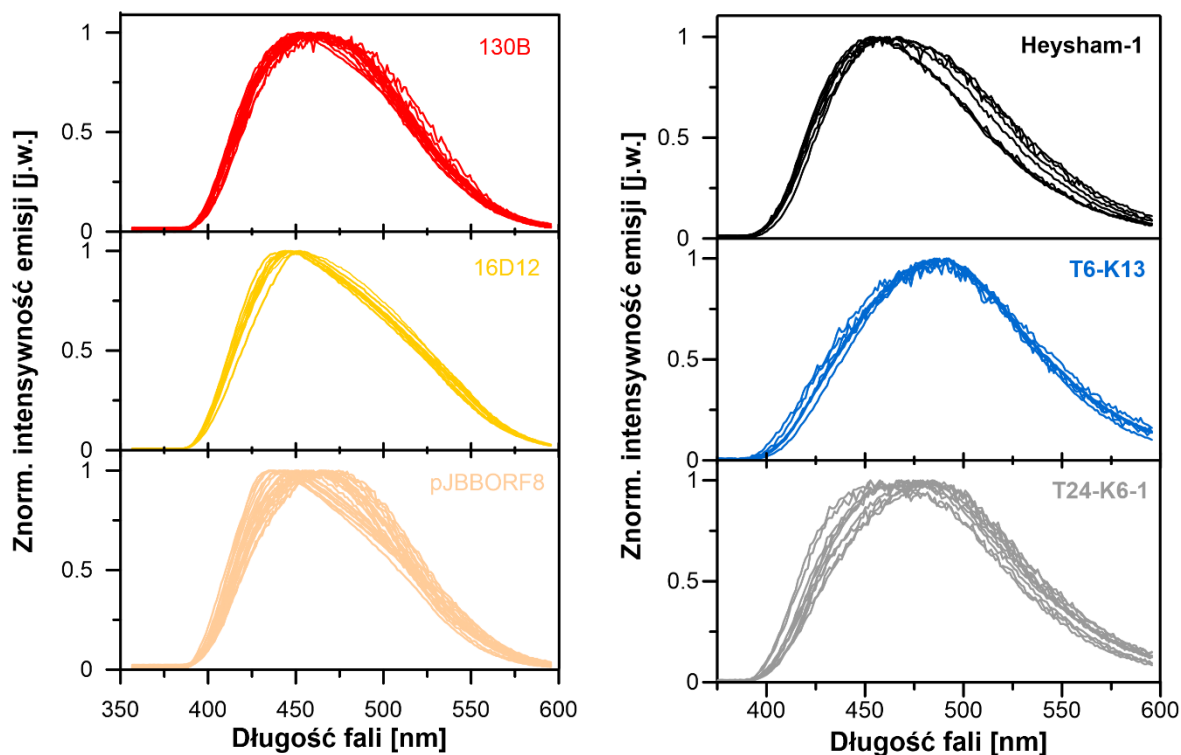 Znorm. intensywność emisji [j.w.]
1
0.5
0
130B
1
0.5
0
16D12
1
0.5
0
pJBBORF8
350 400 450 500 550 600
Długość fali [nm]
Znorm. intensywność emisji [j.w.]
1
0.5
0
Heysham-1
1
0.5
0
T6-K13
1
0.5
0
T24-K6-1
400 450 500 550 600
Długość fali [nm]